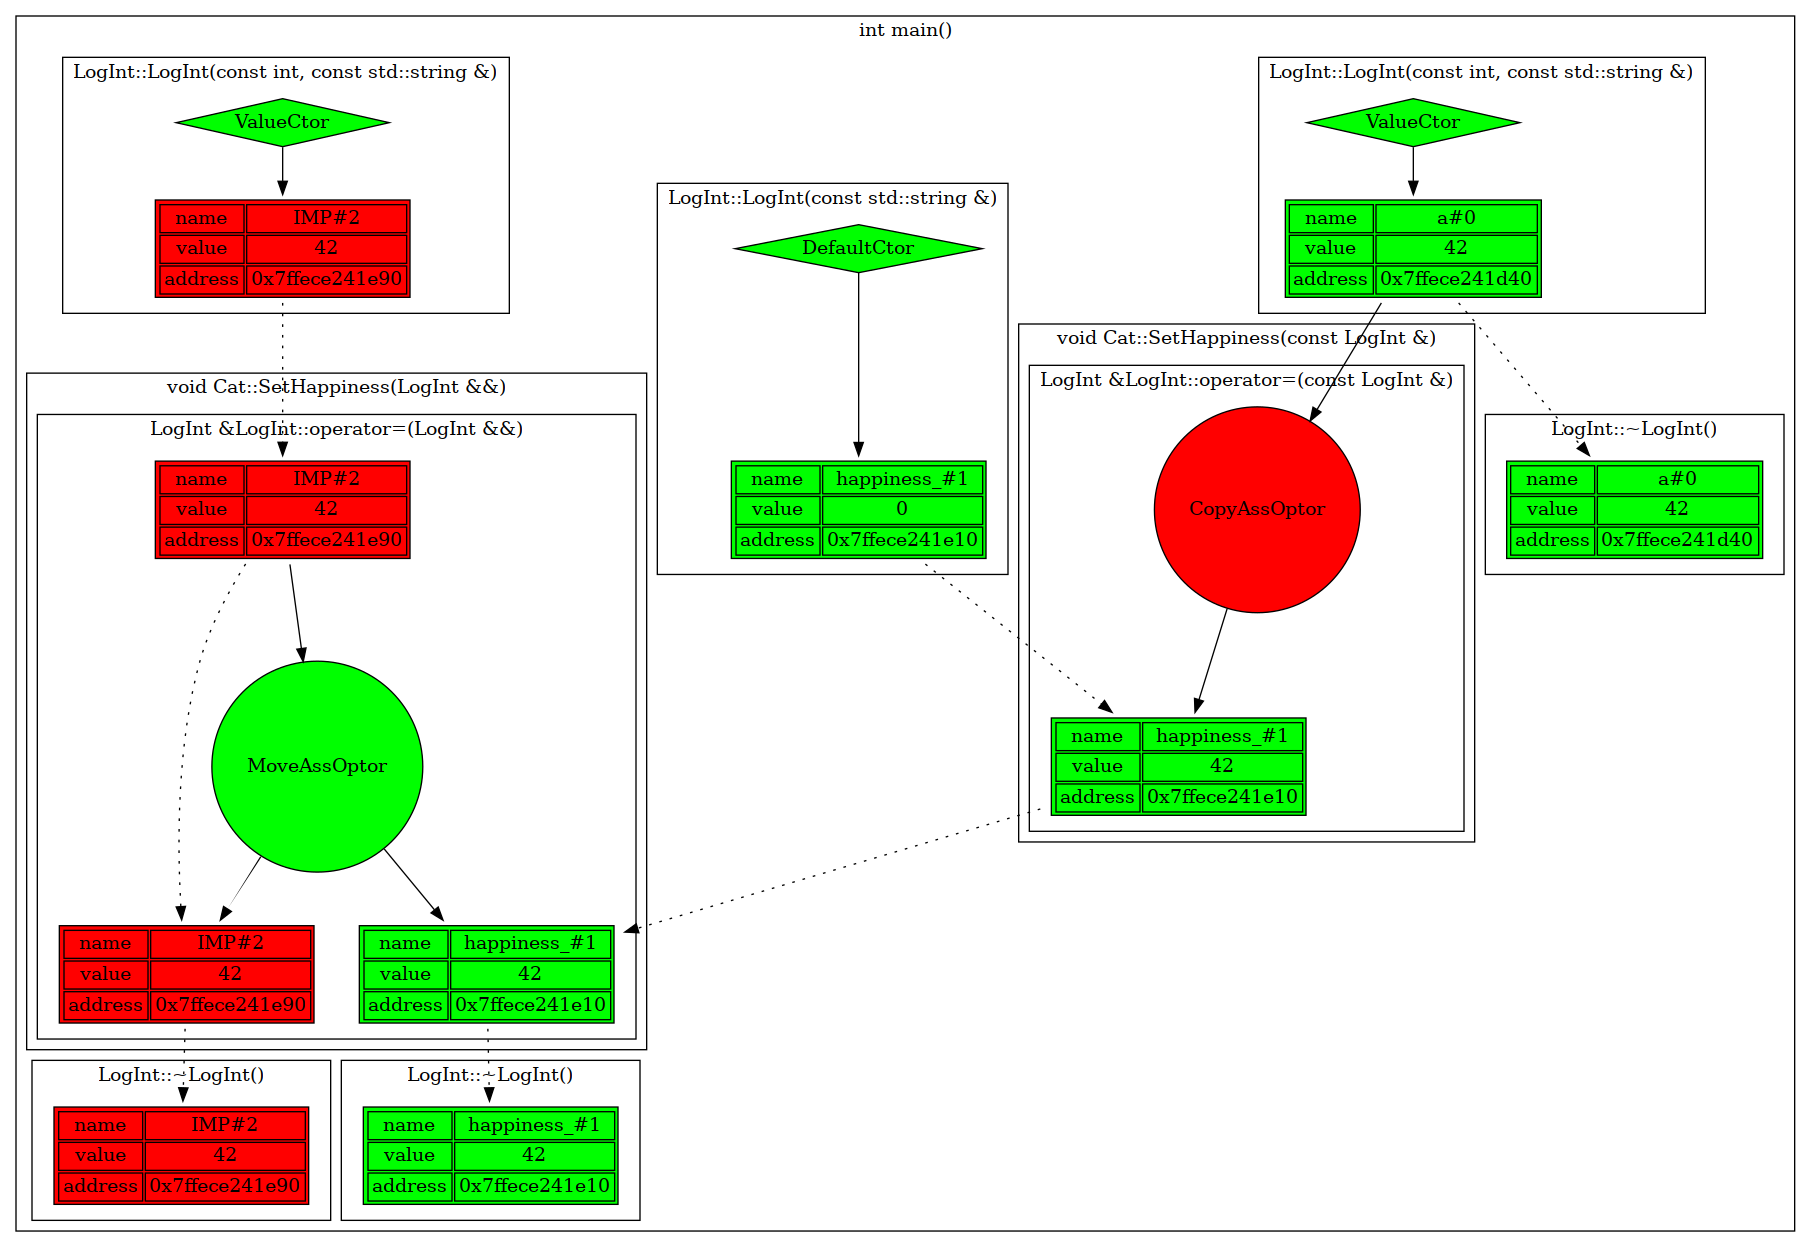 int main()
LogInt::LogInt(const int, const std::string &)
ValueCtor
name IMP#2
value 42
address 0x7ffece241e90
LogInt::LogInt(const int, const std::string &)
ValueCtor
name a#0
value 42
address 0x7ffece241d40
LogInt::LogInt(const std::string &)
DefaultCtor
name happiness_#1
value 0
address 0x7ffece241e10
void Cat::SetHappiness(const LogInt &)
LogInt &LogInt::operator=(const LogInt &)
CopyAssOptor
name happiness_#1
value 42
address 0x7ffece241e10
LogInt::~LogInt()
name a#0
value 42
address 0x7ffece241d40
void Cat::SetHappiness(LogInt &&)
LogInt &LogInt::operator=(LogInt &&)
name IMP#2
value 42
address 0x7ffece241e90
MoveAssOptor
name IMP#2
value 42
address 0x7ffece241e90
name happiness_#1
value 42
address 0x7ffece241e10
LogInt::~LogInt()
name IMP#2
value 42
address 0x7ffece241e90
LogInt::~LogInt()
name happiness_#1
value 42
address 0x7ffece241e10